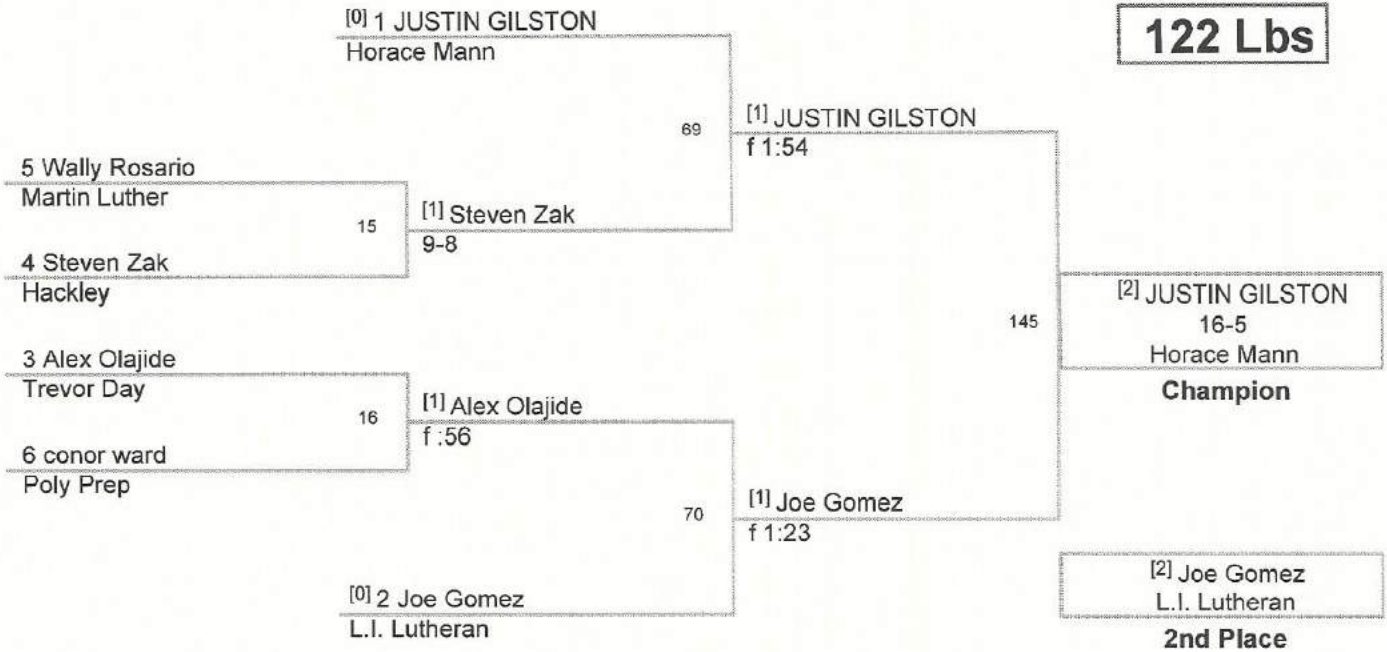 [0] 1 JUSTIN GILSTON
Horace Mann
122 Lbs
69
[1] JUSTIN GILSTON
f 1:54
5 Wally Rosario
Martin Luther
15
[1] Steven Zak
9-8
4 Steven Zak
Hackley
145
[2] JUSTIN GILSTON
16-5
Horace Mann
Champion
3 Alex Olajide
Trevor Day
16
[1] Alex Olajide
f :56
6 conor ward
Poly Prep
70
[1] Joe Gomez
f 1:23
[0] 2 Joe Gomez
L.I. Lutheran
[2] Joe Gomez
L.I. Lutheran
2nd Place